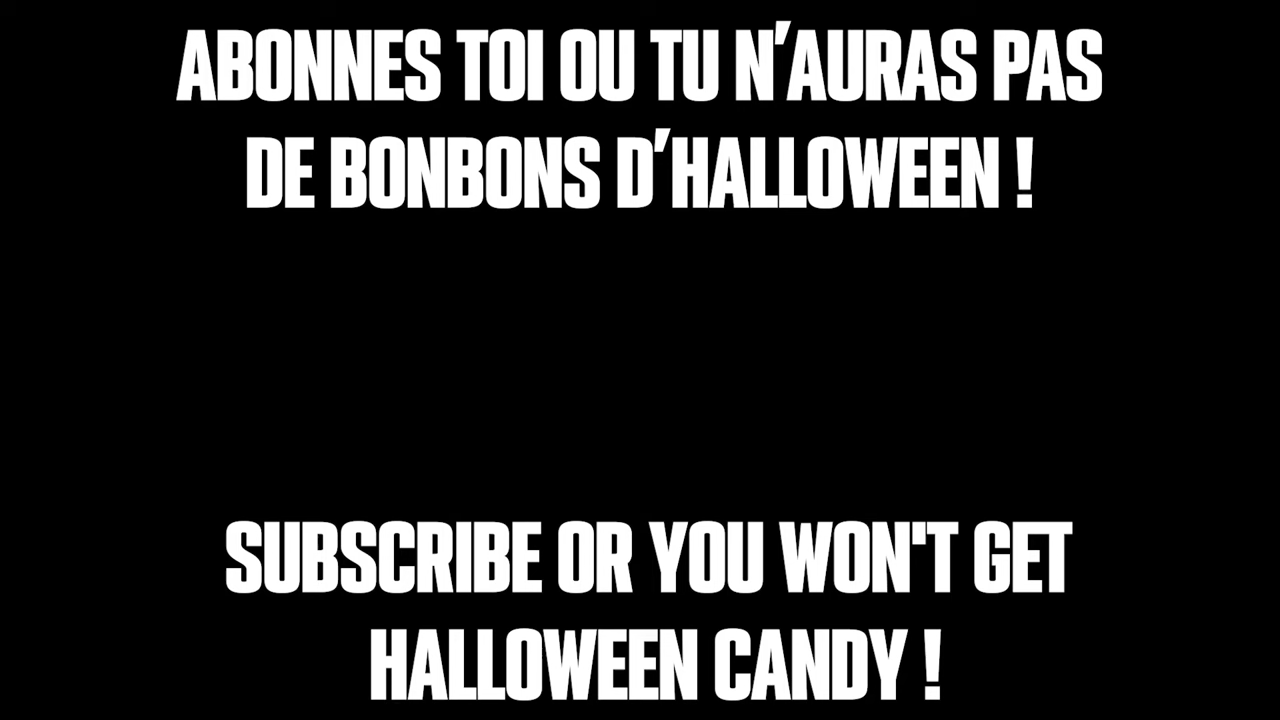 ABONNES TOI OU TU N'AURAS PAS
DE BONBONS D'HALLOWEEN !
SUBSCRIBE OR YOU WON'T GET
HALLOWEEN CANDY !